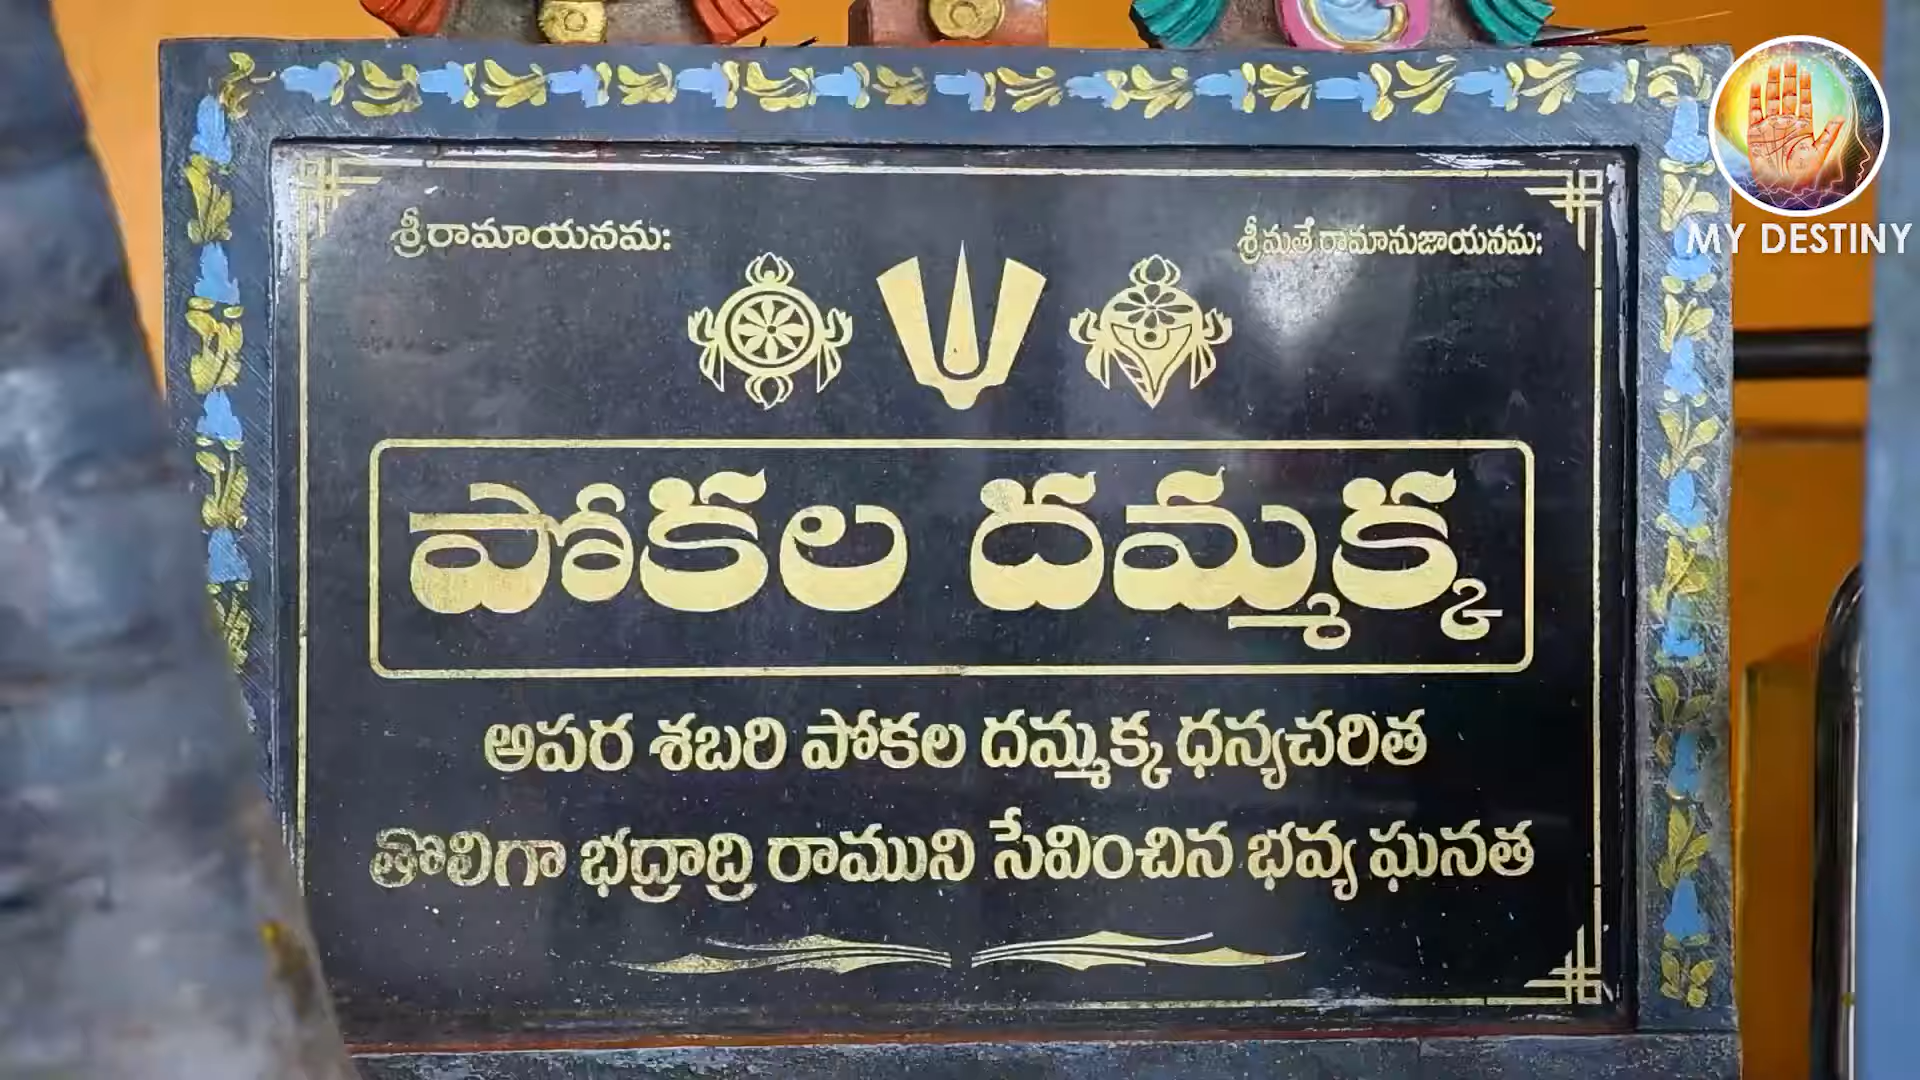 శ్రీరామాయనమ:
శ్రీమతే రామానుజాయనమ:
పోకల దమ్మక్క
అపర శబరి పోకల దమ్మక్క ధన్యచరిత
తొలిగా భద్రాద్రి రాముని సేవించిన భవ్య ఘనత
MY DESTINY